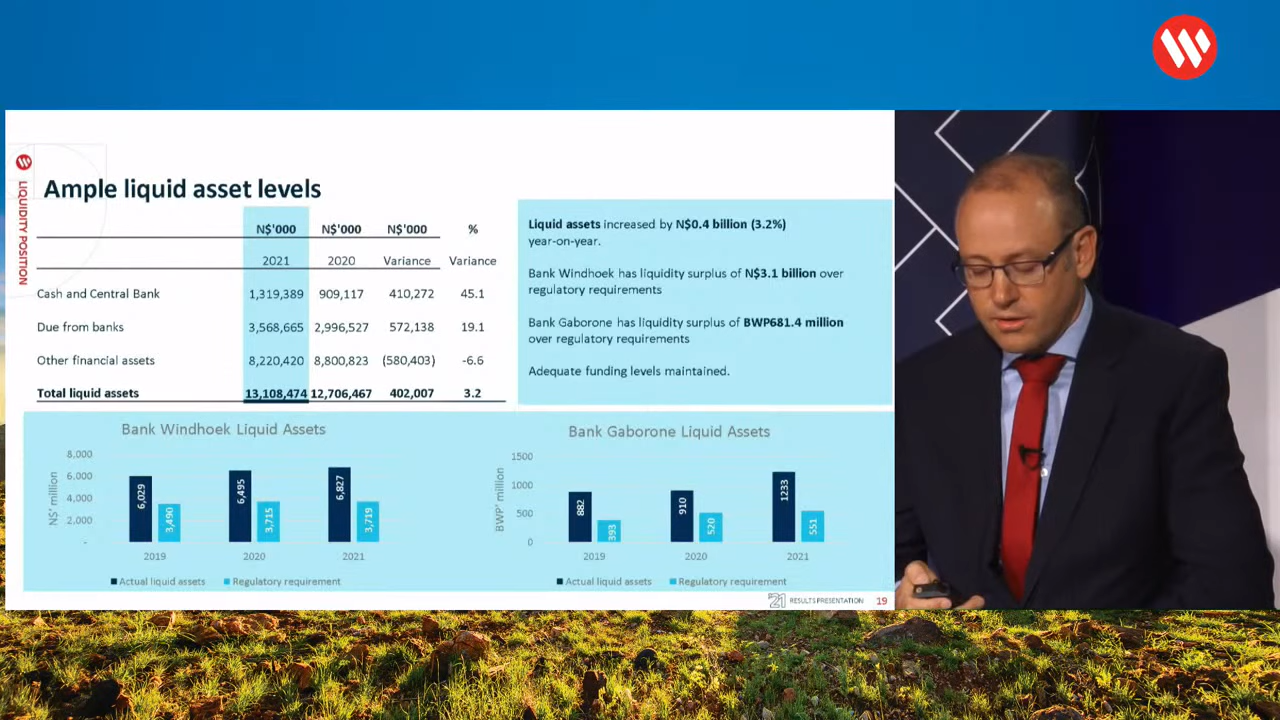 LIQUIDITY POSITION
Ample liquid asset levels
N$'000 N$'000 N$'000 %
2021 2020 Variance Variance
Cash and Central Bank 1,319,389 909,117 410,272 45.1
Due from banks 3,568,665 2,996,527 572,138 19.1
Other financial assets 8,220,420 8,800,823 (580,403) -6.6
Total liquid assets 13,108,474 12,706,467 402,007 3.2
Liquid assets increased by N$0.4 billion (3.2%)
year-on-year.
Bank Windhoek has liquidity surplus of N$3.1 billion over
regulatory requirements
Bank Gaborone has liquidity surplus of BWP681.4 million
over regulatory requirements
Adequate funding levels maintained.
Bank Windhoek Liquid Assets
N$' million
8,000
6,000
4,000
2,000
-
6,029 3,490 6,495 3,715 6,827 3,719
2019 2020 2021
Actual liquid assets Regulatory requirement
Bank Gaborone Liquid Assets
BWP' million
1500
1000
500
0
882 393 910 520 1233 551
2019 2020 2021
Actual liquid assets Regulatory requirement
'21 RESULTS PRESENTATION 19